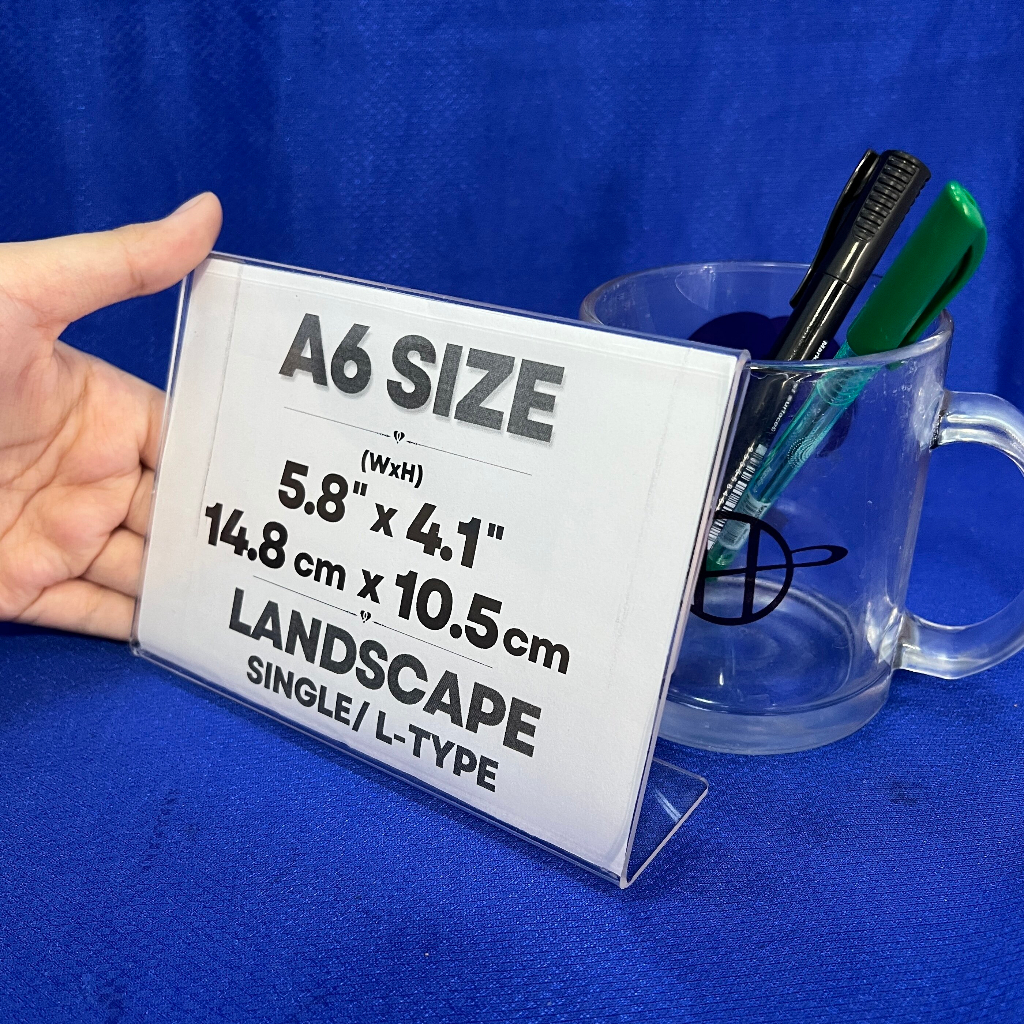 A6 SIZE
(WxH)
5.8" x 4.1"
14.8 cm x 10.5 cm
LANDSCAPE
SINGLE/ L-TYPE